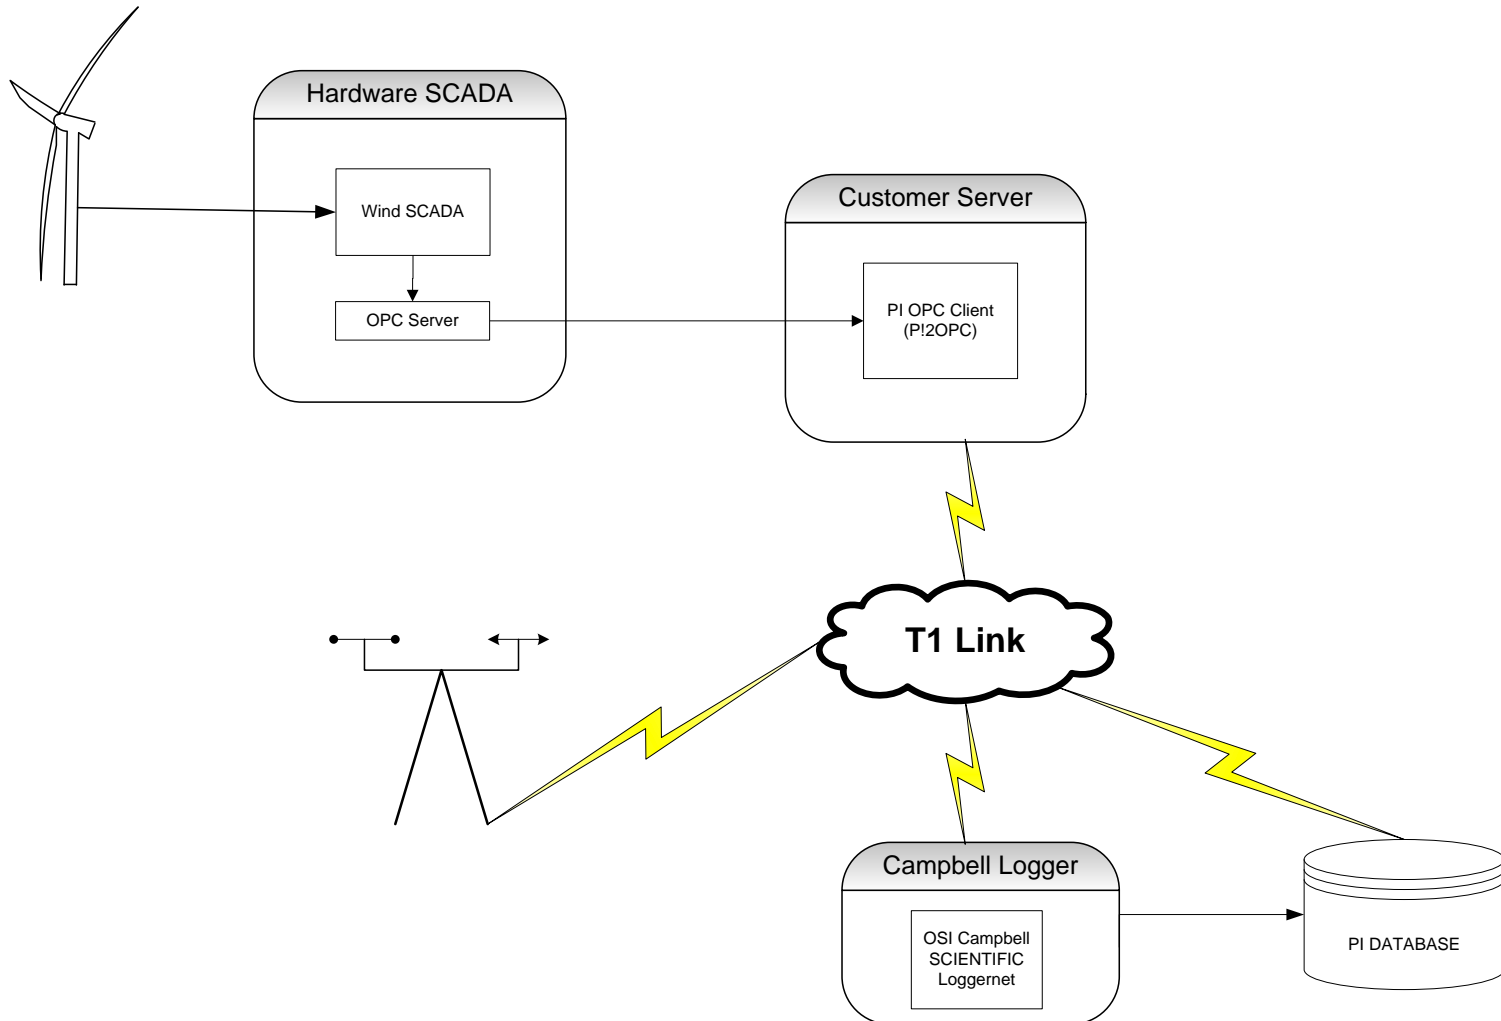 Hardware SCADA
Wind SCADA
OPC Server
Customer Server
PI OPC Client
(P!2OPC)
T1 Link
Campbell Logger
OSI Campbell
SCIENTIFIC
Loggernet
PI DATABASE